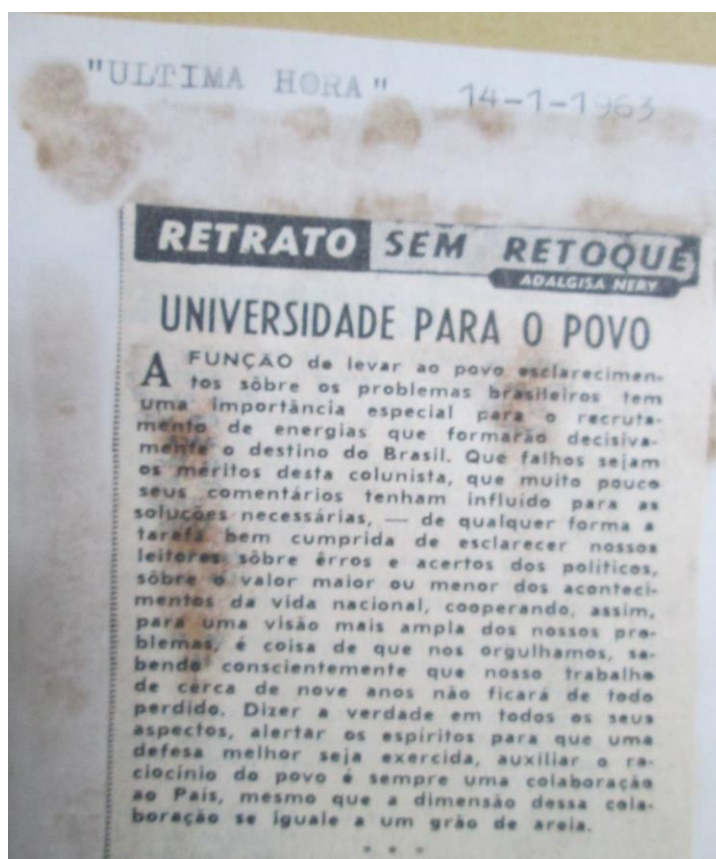 "ULTIMA HORA" 14-1-1963
RETRATO SEM RETOQUE
ADALGISA NERY
UNIVERSIDADE PARA O POVO
A FUNÇÃO de levar ao povo esclarecimen-
tos sôbre os problemas brasileiros tem
uma importância especial para o recruta-
mento de energias que formarão decisiva-
mente o destino do Brasil. Que falhos sejam
os méritos desta colunista, que muito pouco
seus comentários tenham influído para as
soluções necessárias, — de qualquer forma a
tarefa bem cumprida de esclarecer nossos
leitores sôbre êrros e acertos dos políticos,
sôbre o valor maior ou menor dos aconteci-
mentos da vida nacional, cooperando, assim,
para uma visão mais ampla dos nossos pro-
blemas, é coisa de que nos orgulhamos, sa-
bendo conscientemente que nosso trabalho
de cêrca de nove anos não ficará de todo
perdido. Dizer a verdade em todos os seus
aspectos, alertar os espíritos para que uma
defesa melhor seja exercida, auxiliar o ra-
ciocínio do povo é sempre uma colaboração
ao País, mesmo que a dimensão dessa cola-
boração se iguale a um grão de areia.
* * *